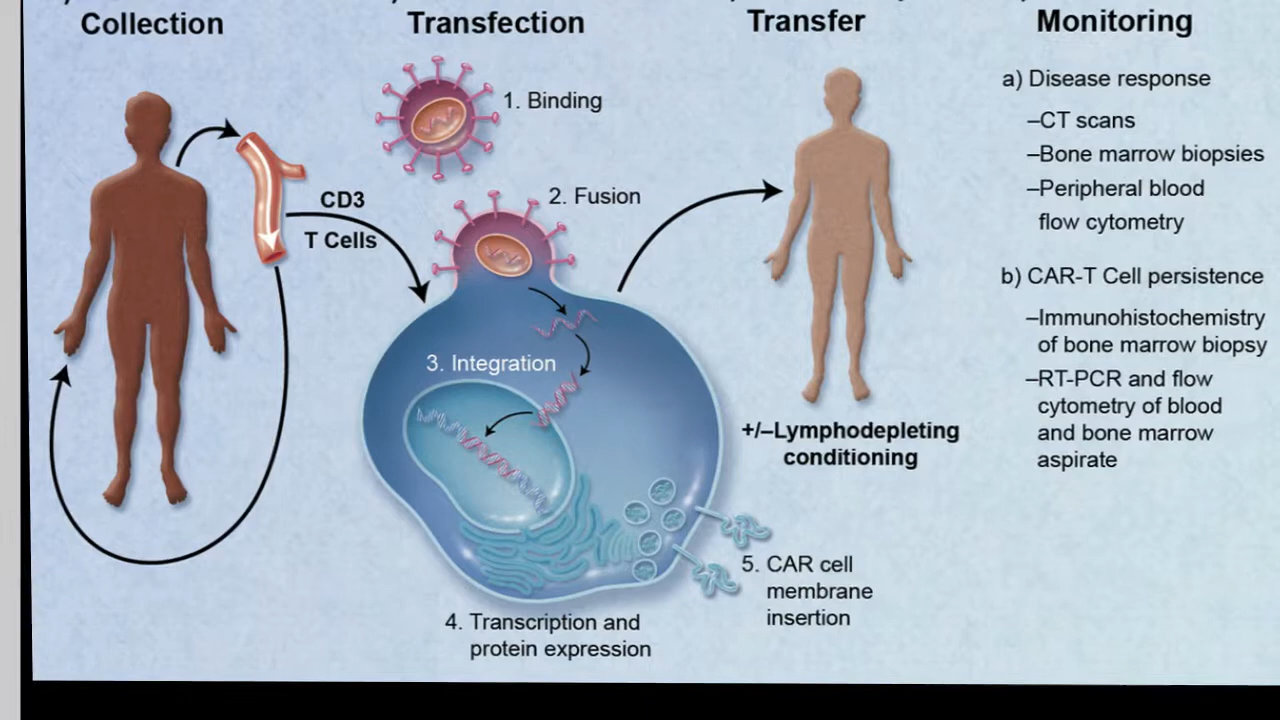 Collection
Transfection
Transfer
Monitoring
1. Binding
2. Fusion
CD3
T Cells
3. Integration
4. Transcription and
protein expression
5. CAR cell
membrane
insertion
+/–Lymphodepleting
conditioning
a) Disease response
–CT scans
–Bone marrow biopsies
–Peripheral blood
flow cytometry
b) CAR-T Cell persistence
–Immunohistochemistry
of bone marrow biopsy
–RT-PCR and flow
cytometry of blood
and bone marrow
aspirate